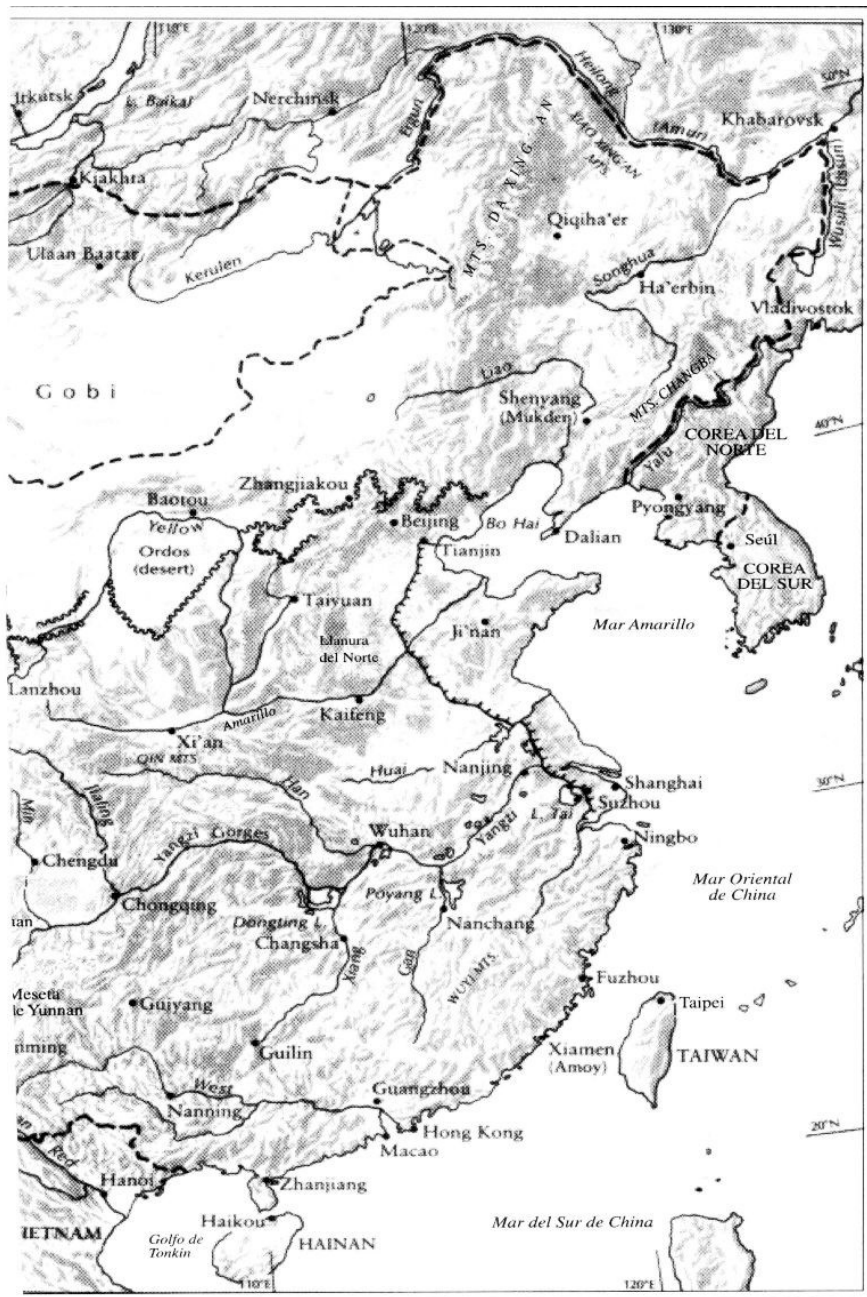 110°E
120°E
130°E
50°N
Irkutsk
L. Baikal
Nerchinsk
Ergun
Heilong
(Amur)
XIAO XING'AN
MTS.
Khabarovsk
Kjakhta
MTS. DA XING'AN
Wusuli (Ussuri)
Qiqiha'er
Ulaan Baatar
Kerulen
Songhua
Ha'erbin
Vladivostok
Gobi
Liao
Shenyang
(Mukden)
MTS. CHANGBA
40°N
COREA DEL
NORTE
Yalu
Zhangjiakou
Baotou
Yellow
Beijing
Bo Hai
Pyongyang
Ordos
(desert)
Tianjin
Dalian
Seúl
COREA
DEL SUR
Taiyuan
Ji'nan
Mar Amarillo
Llanura
del Norte
Lanzhou
Amarillo
Kaifeng
Xi'an
QIN MTS.
Han
Huai
Nanjing
30°N
Shanghai
Suzhou
L. Tai
Jialing
Min
Yangzi Gorges
Wuhan
Yangzi
Ningbo
Chengdu
Mar Oriental
de China
Chongqing
Poyang L.
Dongting L.
Nanchang
Changsha
Xiang
Gan
WUYI MTS.
Fuzhou
Meseta
de Yunnan
Guiyang
Taipei
Guilin
Xiamen
(Amoy)
TAIWAN
West
Guangzhou
Nanning
20°N
Hong Kong
Macao
Red
Hanoi
Zhanjiang
Haikou
Mar del Sur de China
IETNAM
Golfo de
Tonkin
HAINAN
110°E
120°E